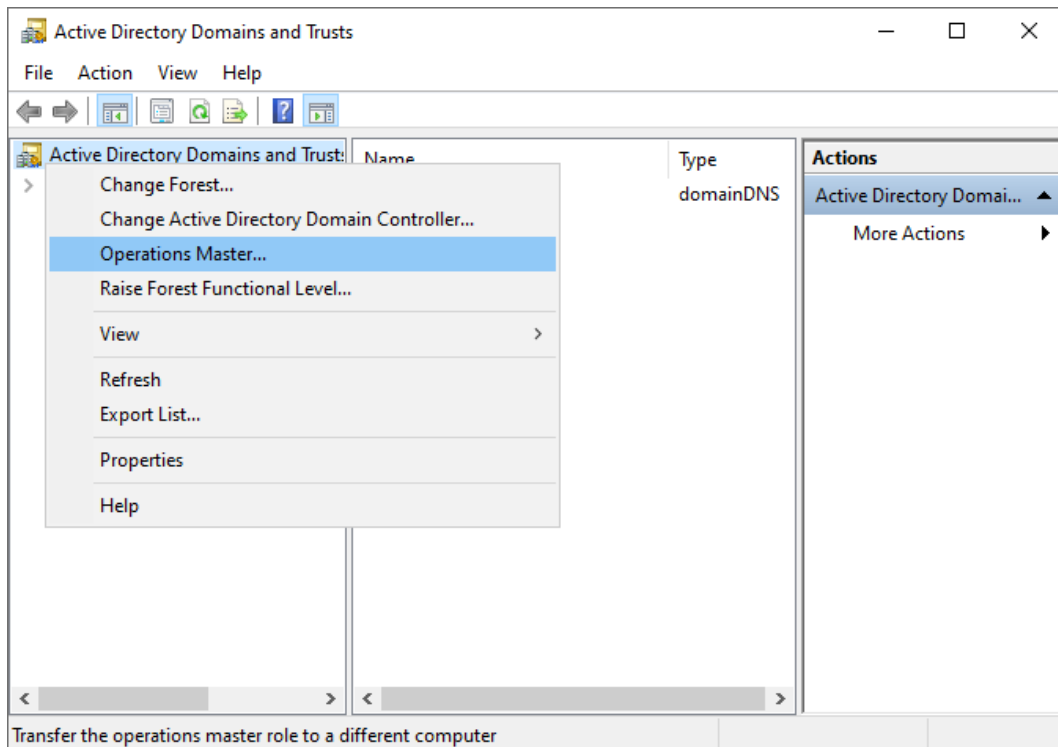 Active Directory Domains and Trusts
File Action View Help
Active Directory Domains and Trust:
Name
Type
Actions
domainDNS
Active Directory Domai...
More Actions
Change Forest...
Change Active Directory Domain Controller...
Operations Master...
Raise Forest Functional Level...
View
Refresh
Export List...
Properties
Help
Transfer the operations master role to a different computer